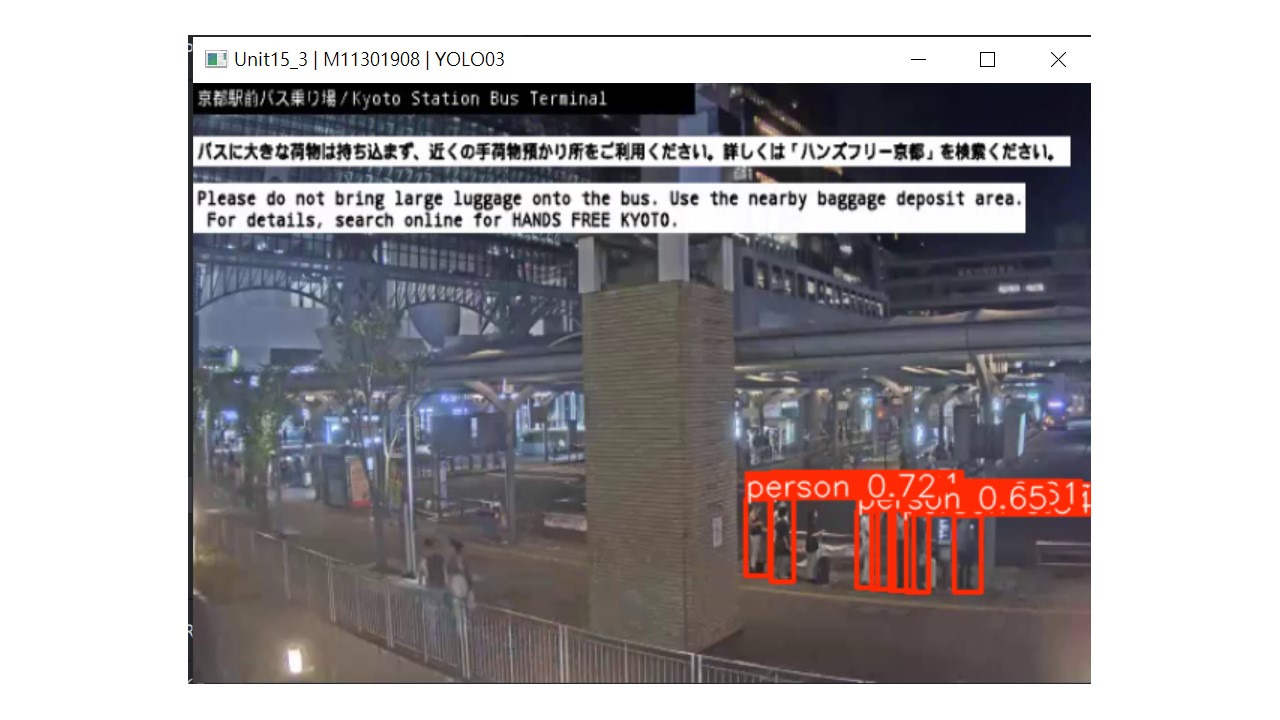 Unit15_3 | M11301908 | YOLO03
京都駅前バス乗り場/Kyoto Station Bus Terminal
バスに大きな荷物は持ち込まず、近くの手荷物預かり所をご利用ください。詳しくは「ハンズフリー京都」を検索ください。
Please do not bring large luggage onto the bus. Use the nearby baggage deposit area.
For details, search online for HANDS FREE KYOTO.
person 0.72
person 0.65